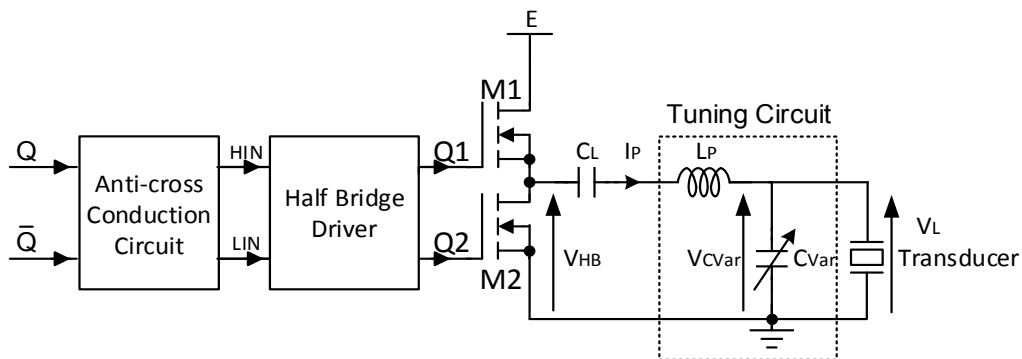 E
M1
Tuning Circuit
Q
HIN
Q1
CL
IP
LP
Anti-cross
Conduction
Circuit
Half Bridge
Driver
Q̄
LIN
Q2
M2
VHB
VCVar
CVar
VL
Transducer